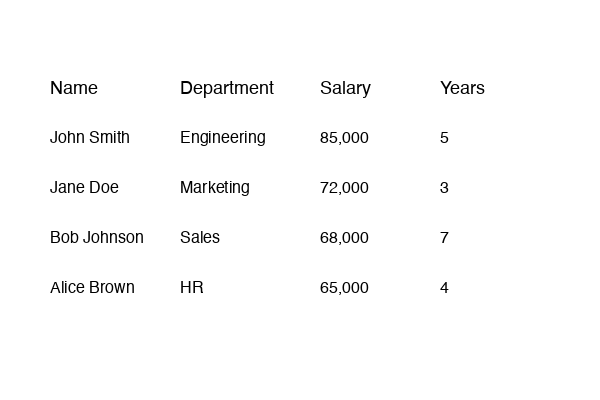 Name Department Salary Years
John Smith Engineering 85,000 5
Jane Doe Marketing 72,000 3
Bob Johnson Sales 68,000 7
Alice Brown HR 65,000 4